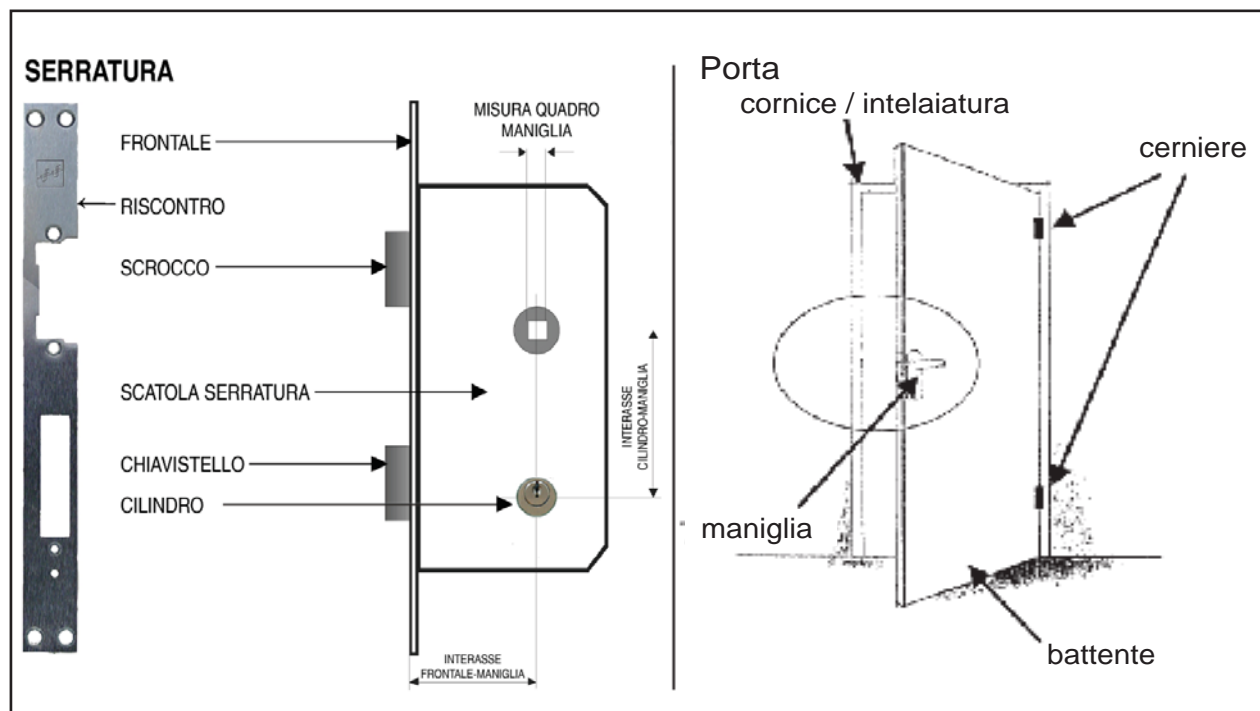 SERRATURA
FRONTALE
RISCONTRO
SCROCCO
SCATOLA SERRATURA
CHIAVISTELLO
CILINDRO
MISURA QUADRO
MANIGLIA
INTERASSE
CILINDRO-MANIGLIA
INTERASSE
FRONTALE-MANIGLIA
Porta
cornice / intelaiatura
cerniere
maniglia
battente